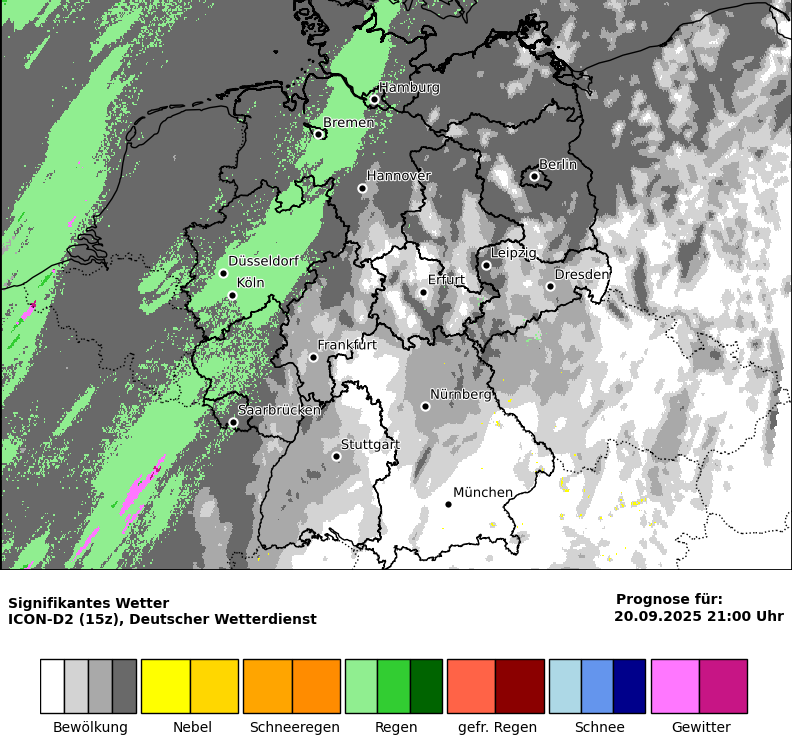 Hamburg
Bremen
Berlin
Hannover
Leipzig
Düsseldorf
Dresden
Köln
Erfurt
Frankfurt
Nürnberg
Saarbrücken
Stuttgart
München
Signifikantes Wetter
ICON-D2 (15z), Deutscher Wetterdienst
Prognose für:
20.09.2025 21:00 Uhr
Bewölkung
Nebel
Schneeregen
Regen
gefr. Regen
Schnee
Gewitter